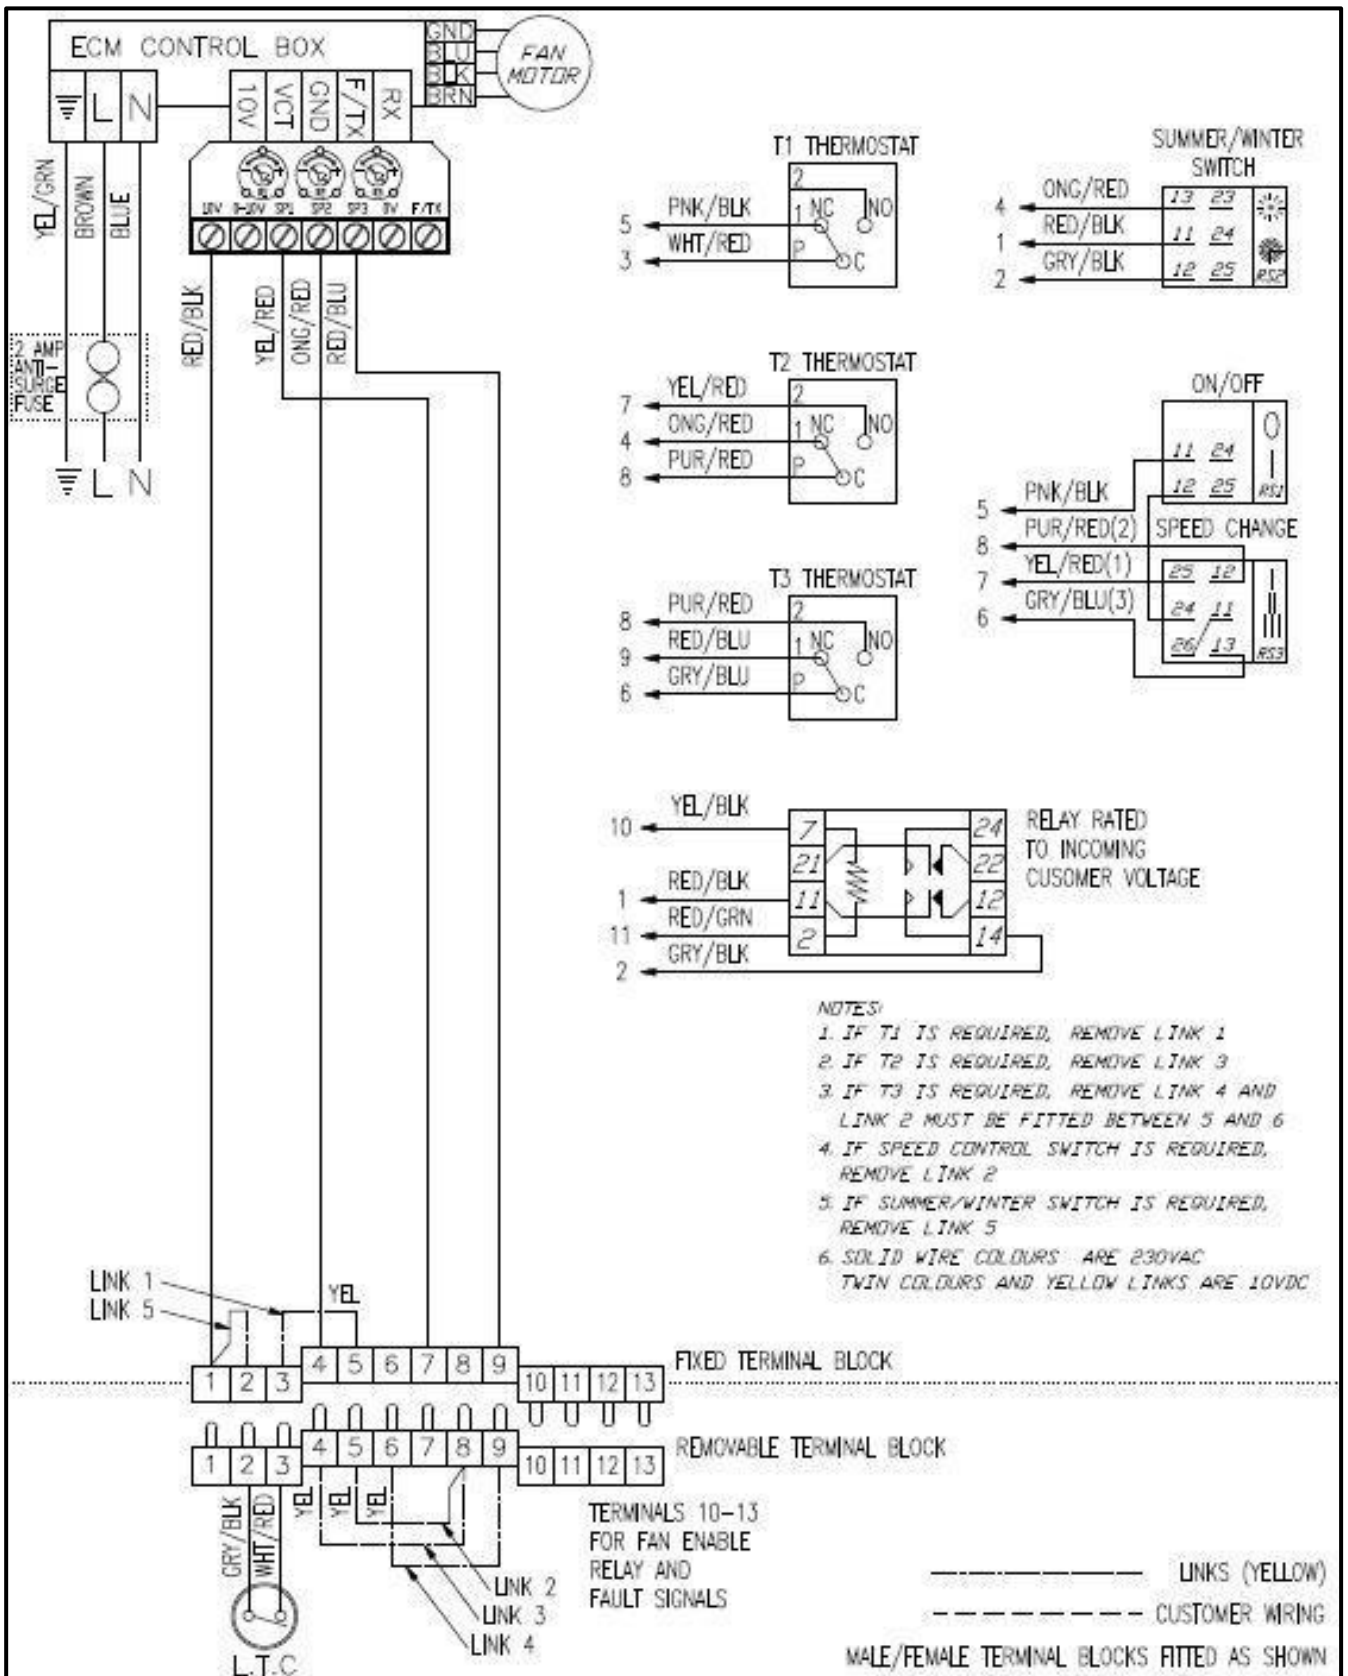 ECM CONTROL BOX
GND
BLU
BLK
BRN
FAN
MOTOR
L
N
10V
VCT
GND
F/TX
RX
10V 0-10V SP1 SP2 SP3 0V F/TX
YEL/GRN
BROWN
BLUE
2 AMP
ANTI-
SURGE
FUSE
L N
RED/BLK
YEL/RED
ONG/RED
RED/BLU
T1 THERMOSTAT
2
1 NC NO
P C
PNK/BLK
5
WHT/RED
3
SUMMER/WINTER
SWITCH
ONG/RED
4
RED/BLK
1
GRY/BLK
2
13 23
11 24
12 25
RS2
T2 THERMOSTAT
YEL/RED
7
ONG/RED
4
PUR/RED
8
2
1 NC NO
P C
ON/OFF
11 24
12 25
RS1
PNK/BLK
5
PUR/RED(2)
8
YEL/RED(1)
7
GRY/BLU(3)
6
SPEED CHANGE
25 12
24 11
26 13
RS3
T3 THERMOSTAT
PUR/RED
8
RED/BLU
9
GRY/BLU
6
2
1 NC NO
P C
YEL/BLK
10
RED/BLK
1
RED/GRN
11
GRY/BLK
2
7 24
21 22
11 12
2 14
RELAY RATED
TO INCOMING
CUSOMER VOLTAGE
NOTES:
1. IF T1 IS REQUIRED, REMOVE LINK 1
2. IF T2 IS REQUIRED, REMOVE LINK 3
3. IF T3 IS REQUIRED, REMOVE LINK 4 AND
LINK 2 MUST BE FITTED BETWEEN 5 AND 6
4. IF SPEED CONTROL SWITCH IS REQUIRED,
REMOVE LINK 2
5. IF SUMMER/WINTER SWITCH IS REQUIRED,
REMOVE LINK 5
6. SOLID WIRE COLOURS ARE 230VAC
TWIN COLOURS AND YELLOW LINKS ARE 10VDC
LINK 1
LINK 5
YEL
1 2 3 4 5 6 7 8 9 10 11 12 13
FIXED TERMINAL BLOCK
1 2 3 4 5 6 7 8 9 10 11 12 13
REMOVABLE TERMINAL BLOCK
GRY/BLK
WHT/RED
YEL
YEL
YEL
TERMINALS 10-13
FOR FAN ENABLE
RELAY AND
FAULT SIGNALS
LINK 2
LINK 3
LINK 4
L.T.C
LINKS (YELLOW)
CUSTOMER WIRING
MALE/FEMALE TERMINAL BLOCKS FITTED AS SHOWN